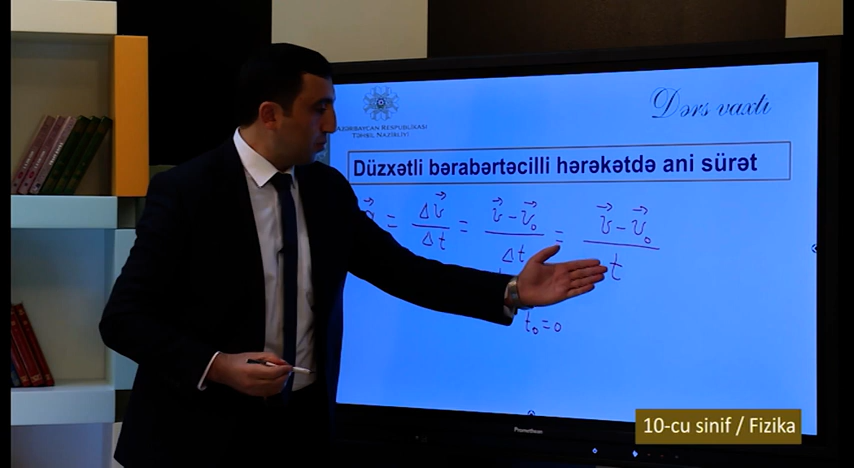 Dərs vaxtı
AZƏRBAYCAN RESPUBLİKASI
TƏHSİL NAZİRLİYİ
Düzxətli bərabərtəcilli hərəkətdə ani sürət
= Δv⃗/Δt = (v⃗ - v⃗₀)/Δt = (v⃗ - v⃗₀)/t
t₀ = 0
Promethean
10-cu sinif / Fizika